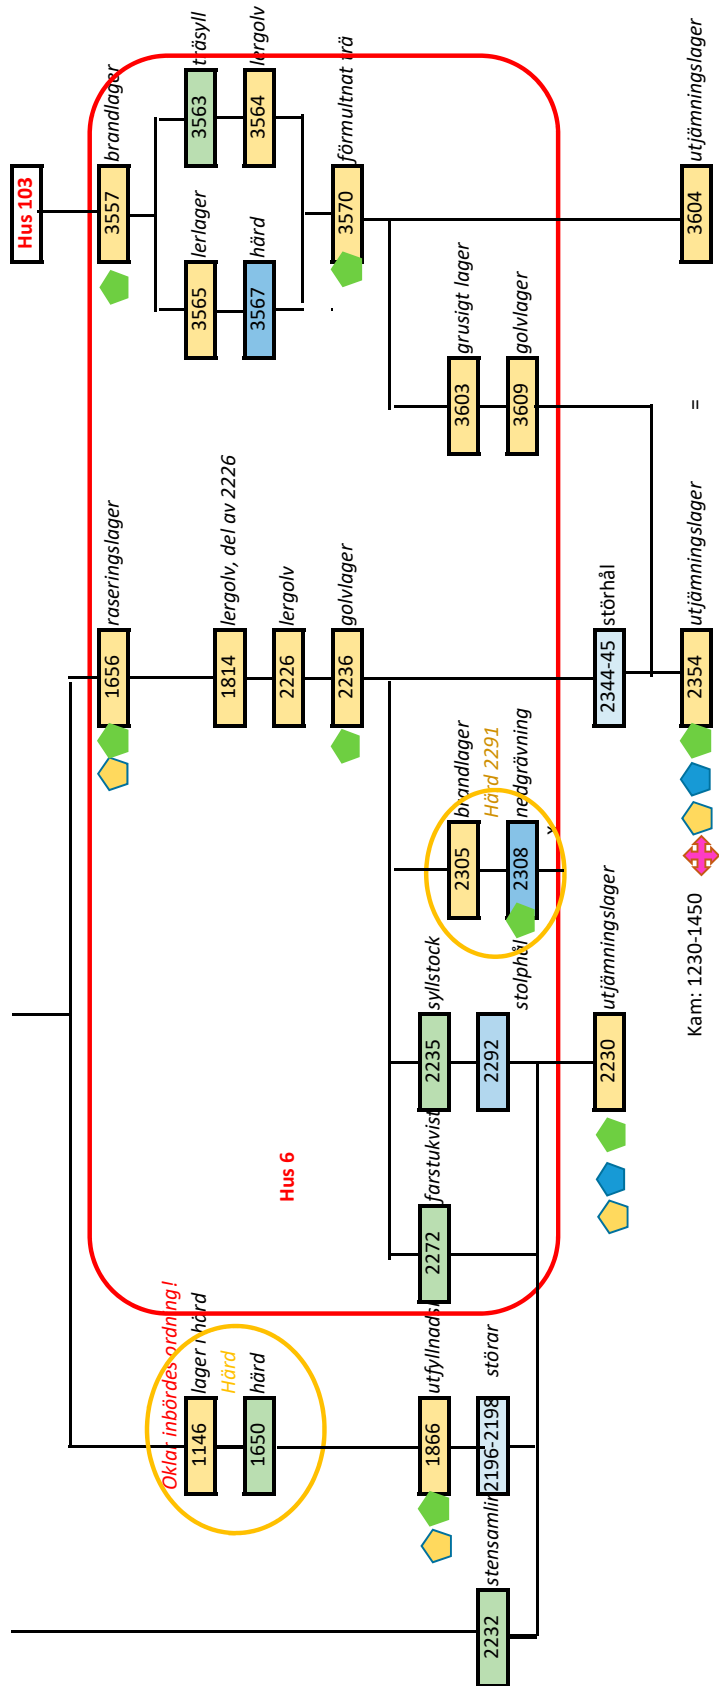 Hus 103
1656 raseringslager
3557 brandlager
Oklar inbördes ordning!
1146 lager i härd
3565 lerlager
3563 träsyll
Härd
1814 lergolv, del av 2226
1650 härd
2226 lergolv
3567 härd
3564 lergolv
Hus 6
2236 golvlager
3570 förmultnat trä
1866 utfyllnadsl
2272 farstukvist
2235 syllstock
2305 brandlager
3603 grusigt lager
Härd 2291
2232 stensamlin
2196-2198 störar
2292 stolphål
2308 nedgrävning
3609 golvlager
x
2230 utjämningslager
2344-45 störhål
Kam: 1230-1450
2354 utjämningslager
=
3604 utjämningslager